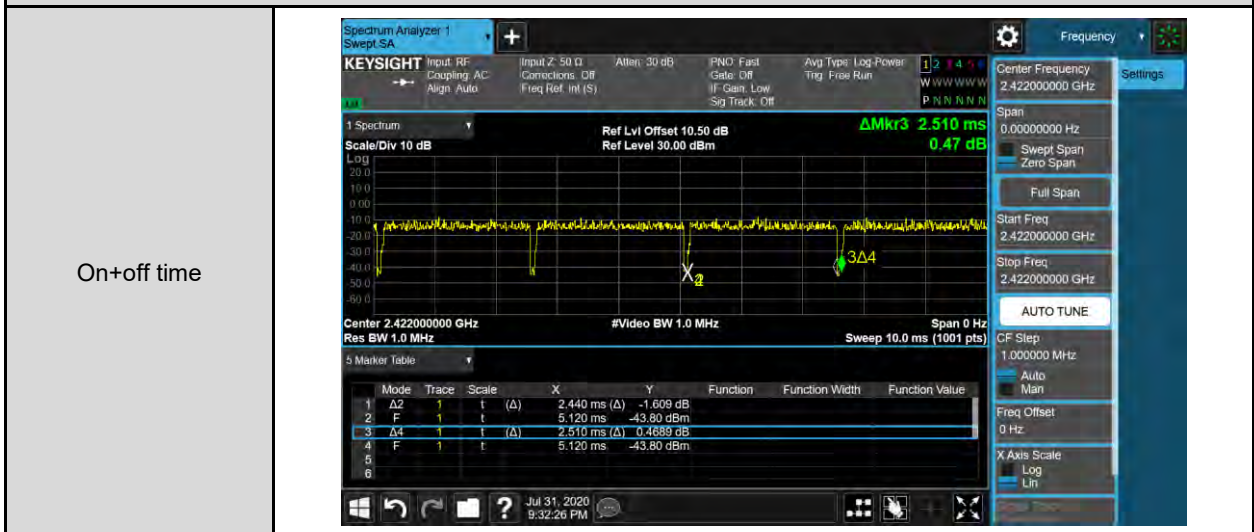 On+off time
Spectrum Analyzer 1
Swept SA
Frequency
KEYSIGHT
Input: RF
Coupling: AC
Align: Auto
Input Z: 50 Ω
Corrections: Off
Freq Ref: Int (S)
Atten: 30 dB
PNO: Fast
Gate: Off
IF Gain: Low
Sig Track: Off
Avg Type: Log-Power
Trig: Free Run
1 2 3 4 5 6
W W W W W W
P N N N N N
LXI
1 Spectrum
Scale/Div 10 dB
Ref Lvl Offset 10.50 dB
Ref Level 30.00 dBm
ΔMkr3 2.510 ms
0.47 dB
Log
20.0
10.0
0.00
-10.0
-20.0
-30.0
-40.0
-50.0
-60.0
3Δ4
Center 2.422000000 GHz
Res BW 1.0 MHz
#Video BW 1.0 MHz
Span 0 Hz
Sweep 10.0 ms (1001 pts)
5 Marker Table
Mode Trace Scale X Y Function Function Width Function Value
1 Δ2 1 t (Δ) 2.440 ms (Δ) -1.609 dB
2 F 1 t 5.120 ms -43.80 dBm
3 Δ4 1 t (Δ) 2.510 ms (Δ) 0.4689 dB
4 F 1 t 5.120 ms -43.80 dBm
5
6
Jul 31, 2020
9:32:26 PM
Settings
Center Frequency
2.422000000 GHz
Span
0.00000000 Hz
Swept Span
Zero Span
Full Span
Start Freq
2.422000000 GHz
Stop Freq
2.422000000 GHz
AUTO TUNE
CF Step
1.000000 MHz
Auto
Man
Freq Offset
0 Hz
X Axis Scale
Log
Lin